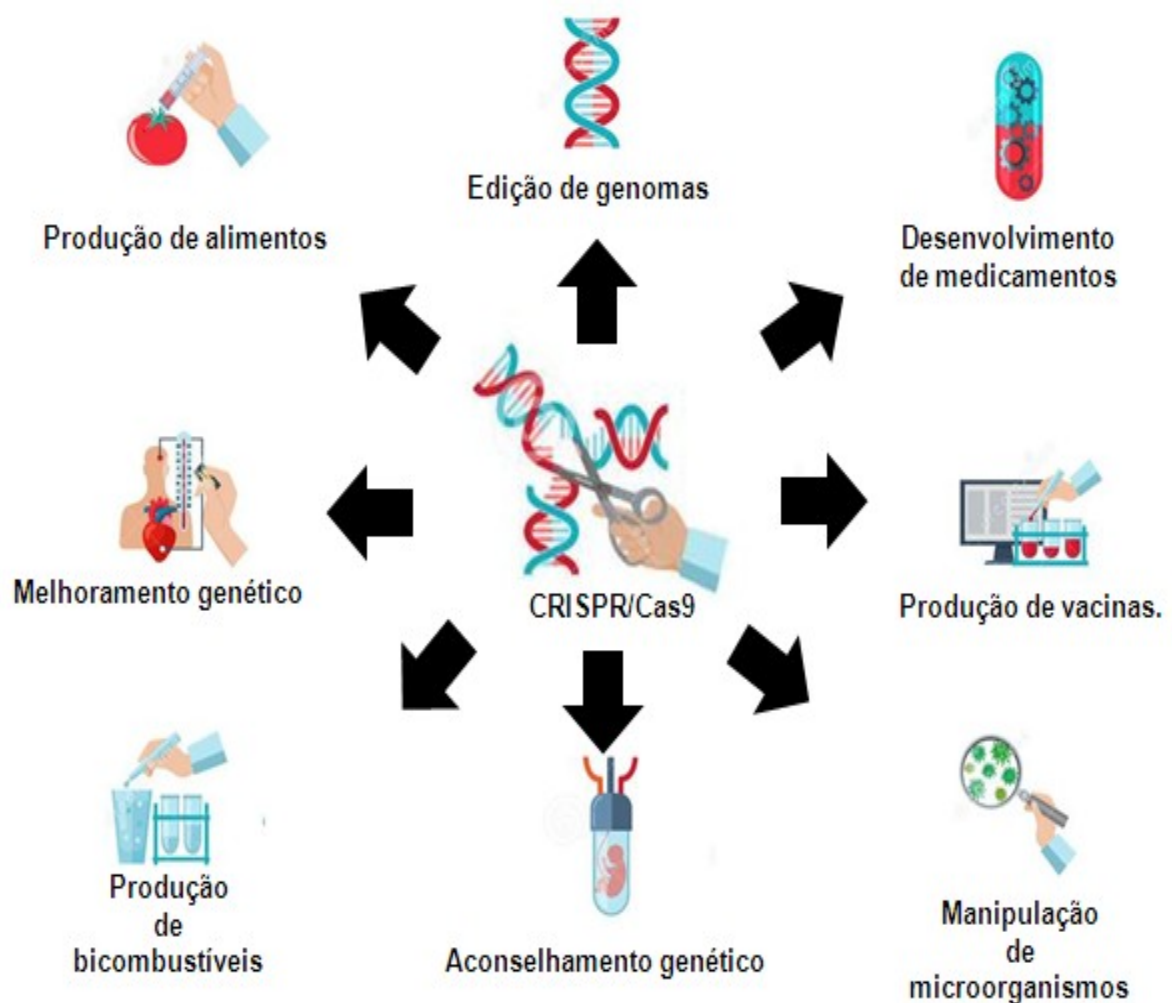 Edição de genomas
Produção de alimentos
Desenvolvimento
de medicamentos
Melhoramento genético
CRISPR/Cas9
Produção de vacinas.
Produção
de
bicombustíveis
Aconselhamento genético
Manipulação
de
microorganismos